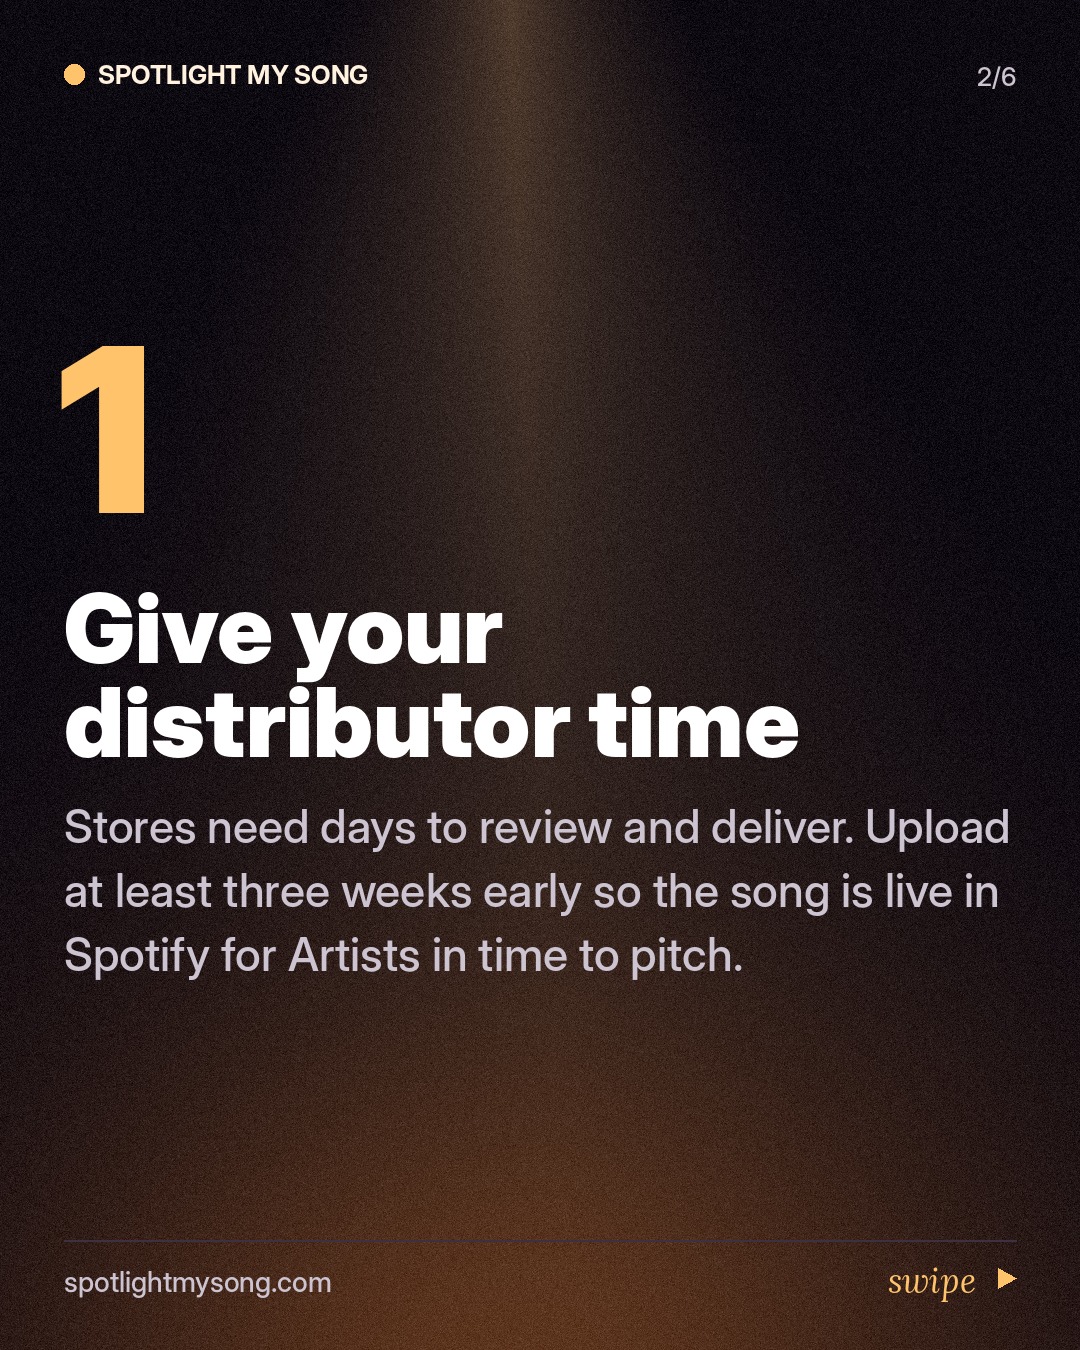 SPOTLIGHT MY SONG
2/6
1
Give your
distributor time
Stores need days to review and deliver. Upload
at least three weeks early so the song is live in
Spotify for Artists in time to pitch.
spotlightmysong.com
swipe